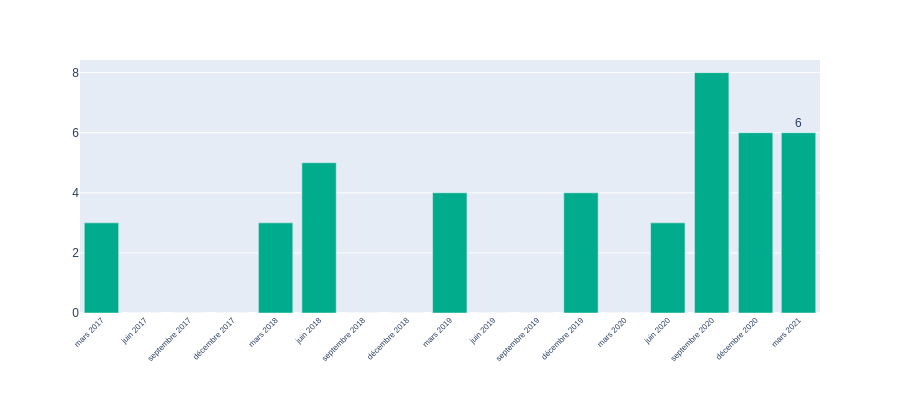 8
6
4
2
0
6
mars 2017
juin 2017
septembre 2017
décembre 2017
mars 2018
juin 2018
septembre 2018
décembre 2018
mars 2019
juin 2019
septembre 2019
décembre 2019
mars 2020
juin 2020
septembre 2020
décembre 2020
mars 2021